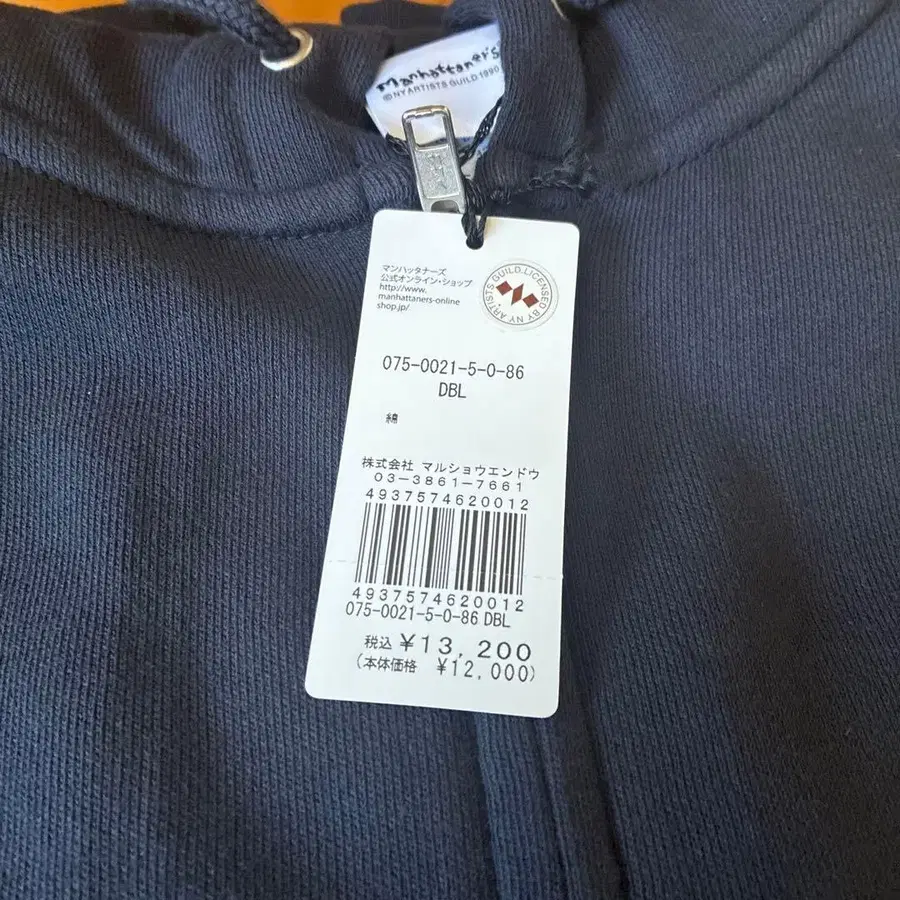 Manhattaner's
©NY ARTISTS GUILD 1990
マンハッタナーズ
公式オンライン・ショップ
http://www.
manhattaners-online
shop.jp/
GUILD.LICENSED BY NY ARTISTS
075-0021-5-0-86
DBL
綿
株式会社 マルショウエンドウ
03-3861-7661
4937574620012
4937574620012
075-0021-5-0-86 DBL
税込 ¥13,200
(本体価格 ¥12,000)